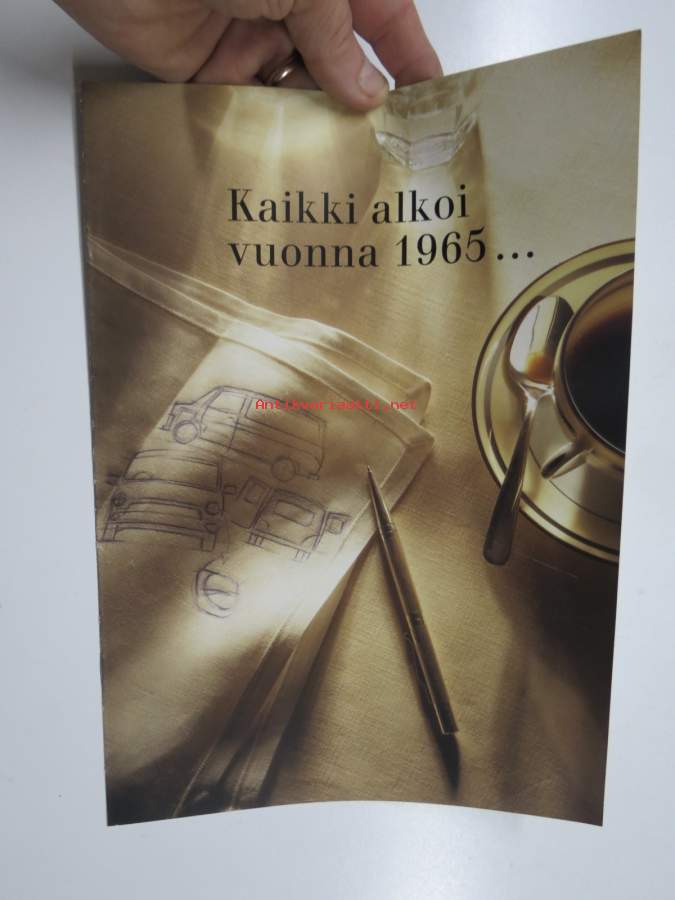 Kaikki alkoi
vuonna 1965...
Antikvariaatti.net